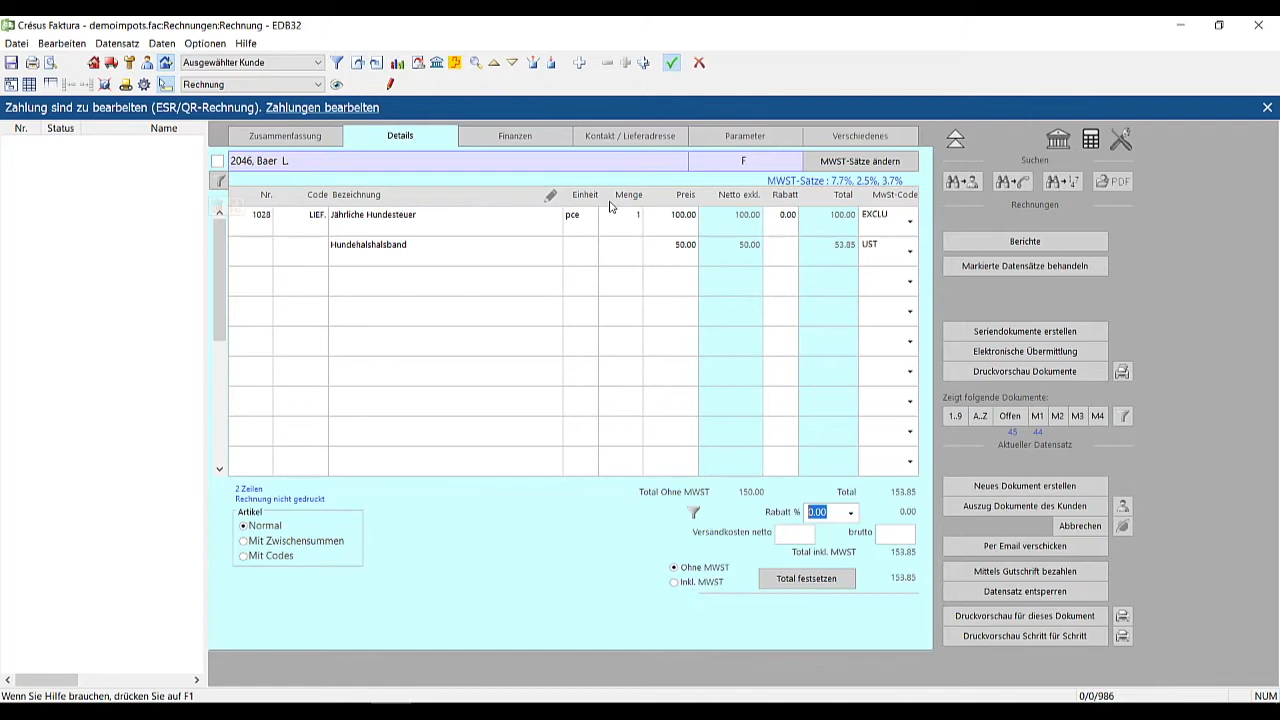 Crésus Faktura - demoimpots.fac:Rechnungen:Rechnung - EDB32
Datei Bearbeiten Datensatz Daten Optionen Hilfe
Ausgewählter Kunde
Rechnung
Zahlung sind zu bearbeiten (ESR/QR-Rechnung). Zahlungen bearbeiten
Nr. Status Name
Zusammenfassung Details Finanzen Kontakt / Lieferadresse Parameter Verschiedenes
2046, Baer L. F MWST-Sätze ändern
MWST-Sätze : 7.7%, 2.5%, 3.7%
Nr. Code Bezeichnung Einheit Menge Preis Netto exkl. Rabatt Total MwSt-Code
1028 LIEF. Jährliche Hundesteuer pce 1 100.00 100.00 0.00 100.00 EXCLU
Hundehalshalsband 50.00 50.00 53.85 UST
2 Zeilen
Rechnung nicht gedruckt
Artikel
Normal
Mit Zwischensummen
Mit Codes
Total Ohne MWST 150.00 Total 153.85
Rabatt % 0.00 0.00
Versandkosten netto brutto
Total inkl. MWST 153.85
Ohne MWST
Inkl. MWST
Total festsetzen 153.85
Suchen
PDF
Rechnungen
Berichte
Markierte Datensätze behandeln
Seriendokumente erstellen
Elektronische Übermittlung
Druckvorschau Dokumente
Zeigt folgende Dokumente:
1..9 A..Z Offen M1 M2 M3 M4
45 44
Aktueller Datensatz
Neues Dokument erstellen
Auszug Dokumente des Kunden
Abbrechen
Per Email verschicken
Mittels Gutschrift bezahlen
Datensatz entsperren
Druckvorschau für dieses Dokument
Druckvorschau Schritt für Schritt
Wenn Sie Hilfe brauchen, drücken Sie auf F1 0/0/986 NUM